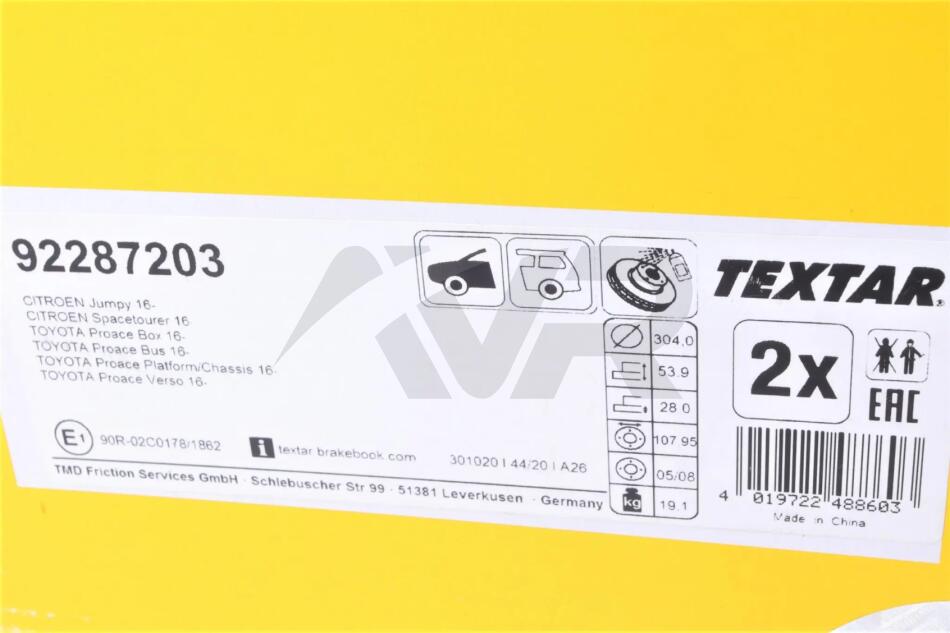 92287203
CITROEN Jumpy 16-
CITROEN Spacetourer 16
TOYOTA Proace Box 16-
TOYOTA Proace Bus 16-
TOYOTA Proace Platform/Chassis 16-
TOYOTA Proace Verso 16-
E1 90R-02C0178/1862
i textar brakebook.com
301020 | 44/20 | A26
TMD Friction Services GmbH · Schlebuscher Str 99 · 51381 Leverkusen · Germany
304,0
53.9
28.0
107 95
05/08
kg 19.1
TEXTAR®
2x
EAC
4 019722 488603
Made in China
AVR